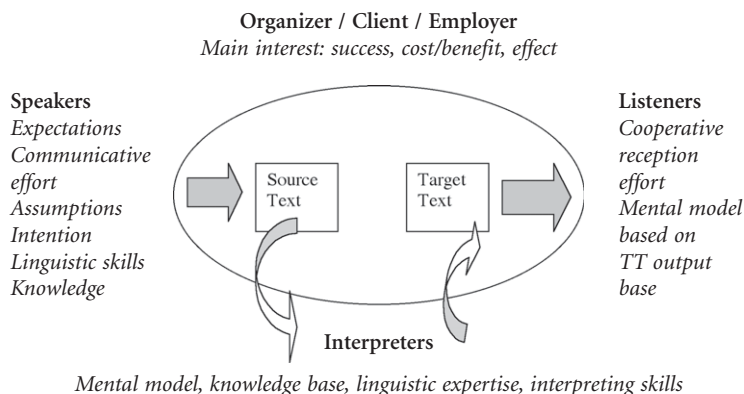 Organizer / Client / Employer
Main interest: success, cost/benefit, effect
Speakers
Expectations
Communicative
effort
Assumptions
Intention
Linguistic skills
Knowledge
Source
Text
Target
Text
Listeners
Cooperative
reception
effort
Mental model
based on
TT output
base
Interpreters
Mental model, knowledge base, linguistic expertise, interpreting skills